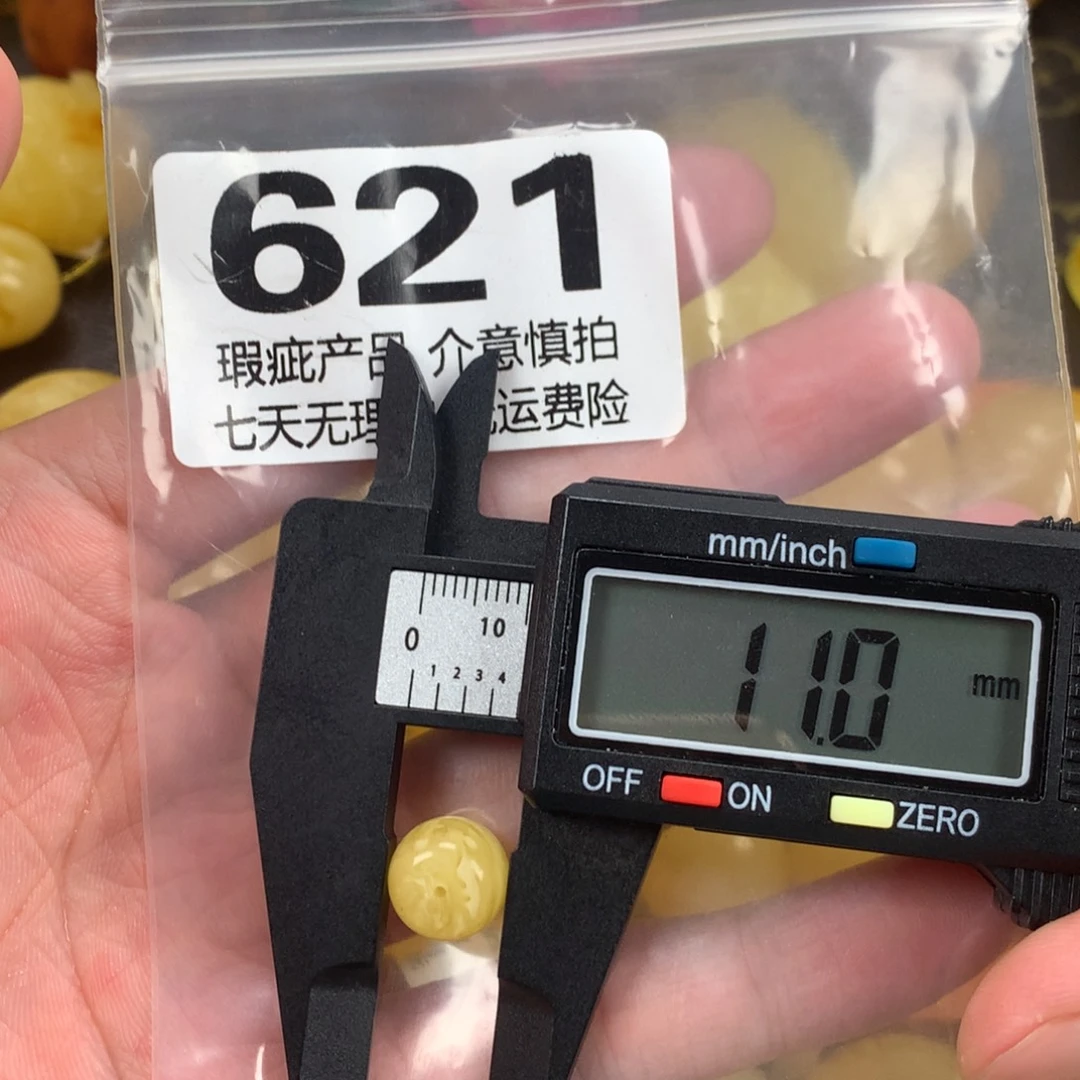 621
瑕疵产品 介意慎拍
七天无理 运费险
mm/inch
0 10
1 2 3 4
11.0 mm
OFF ON ZERO